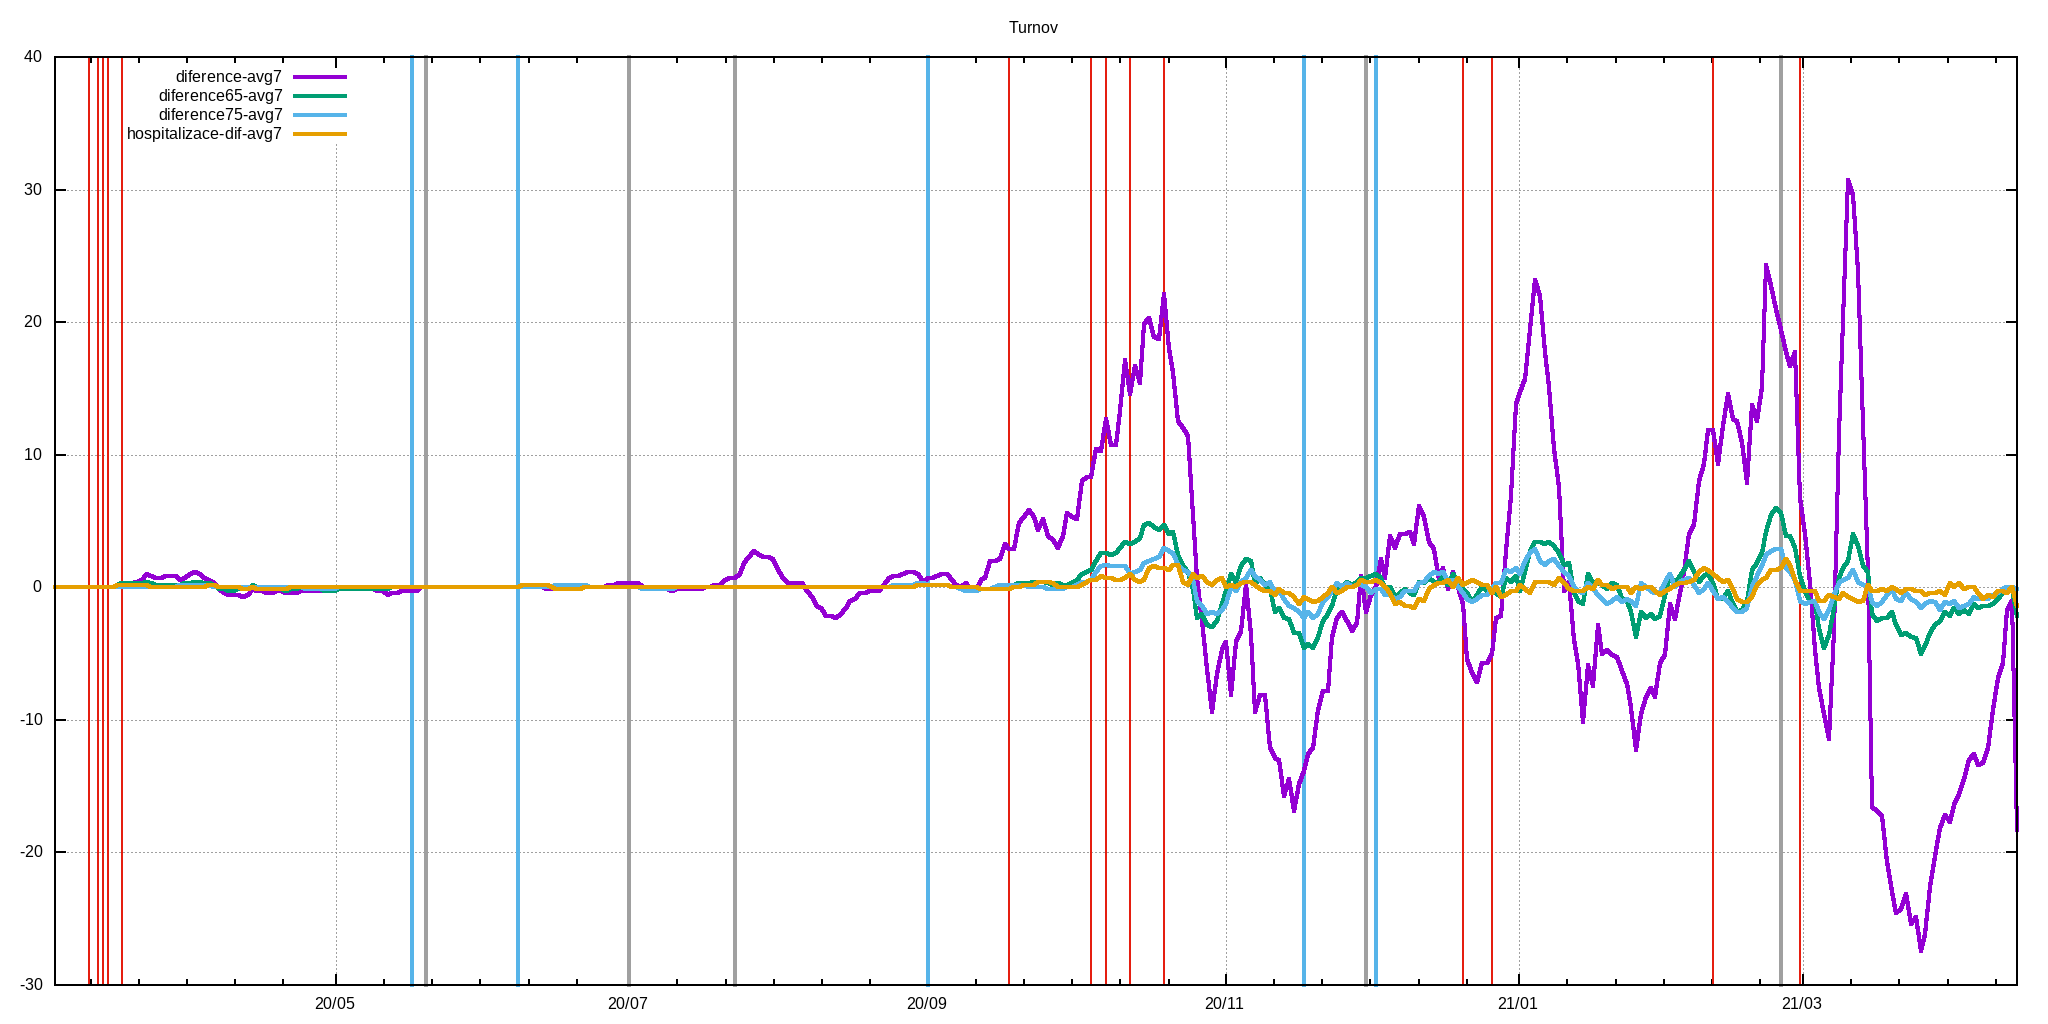 Turnov
40
diference-avg7
diference65-avg7
diference75-avg7
hospitalizace-dif-avg7
30
20
10
0
-10
-20
-30
20/05 20/07 20/09 20/11 21/01 21/03